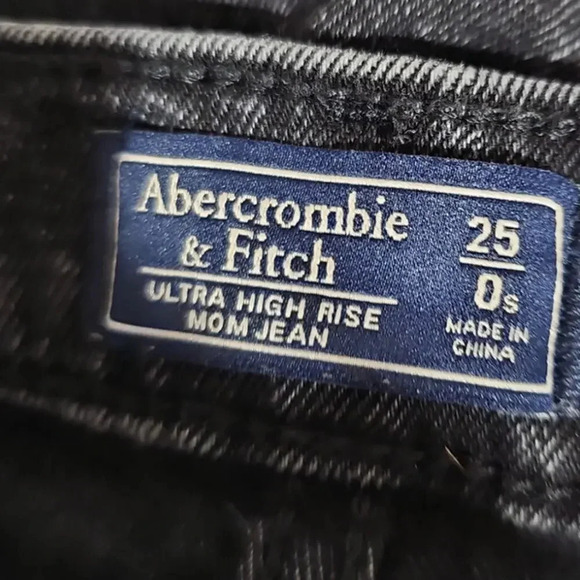 Abercrombie
& Fitch
ULTRA HIGH RISE
MOM JEAN
25
0s
MADE IN
CHINA